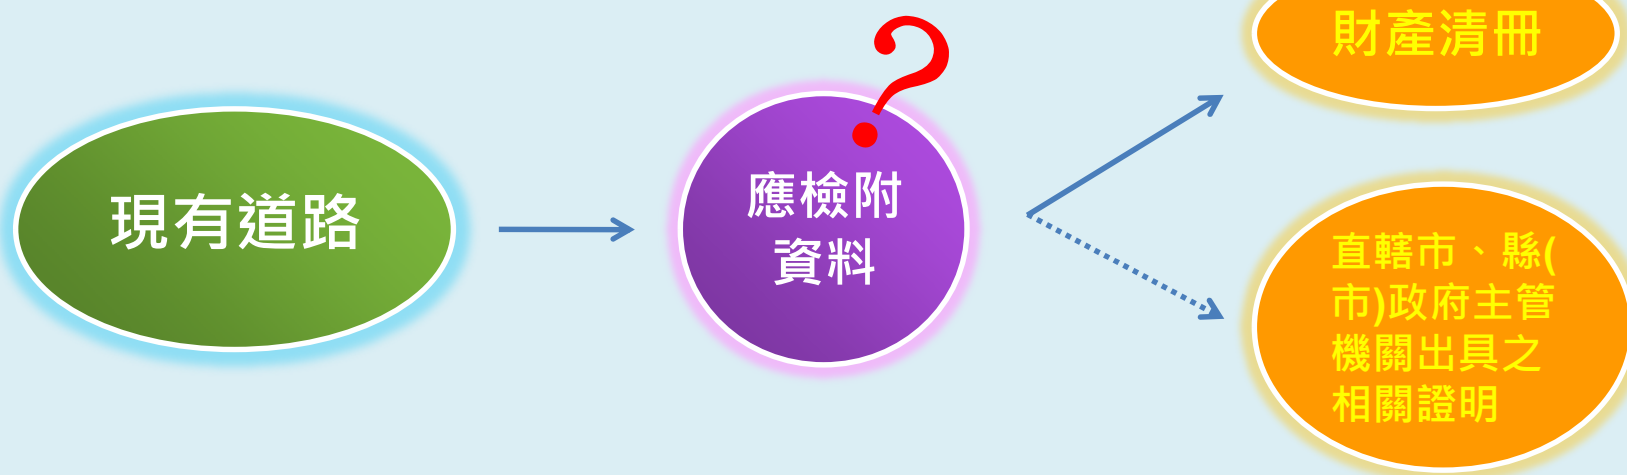 現有道路
?
應檢附
資料
財產清冊
直轄市、縣(
市)政府主管
機關出具之
相關證明